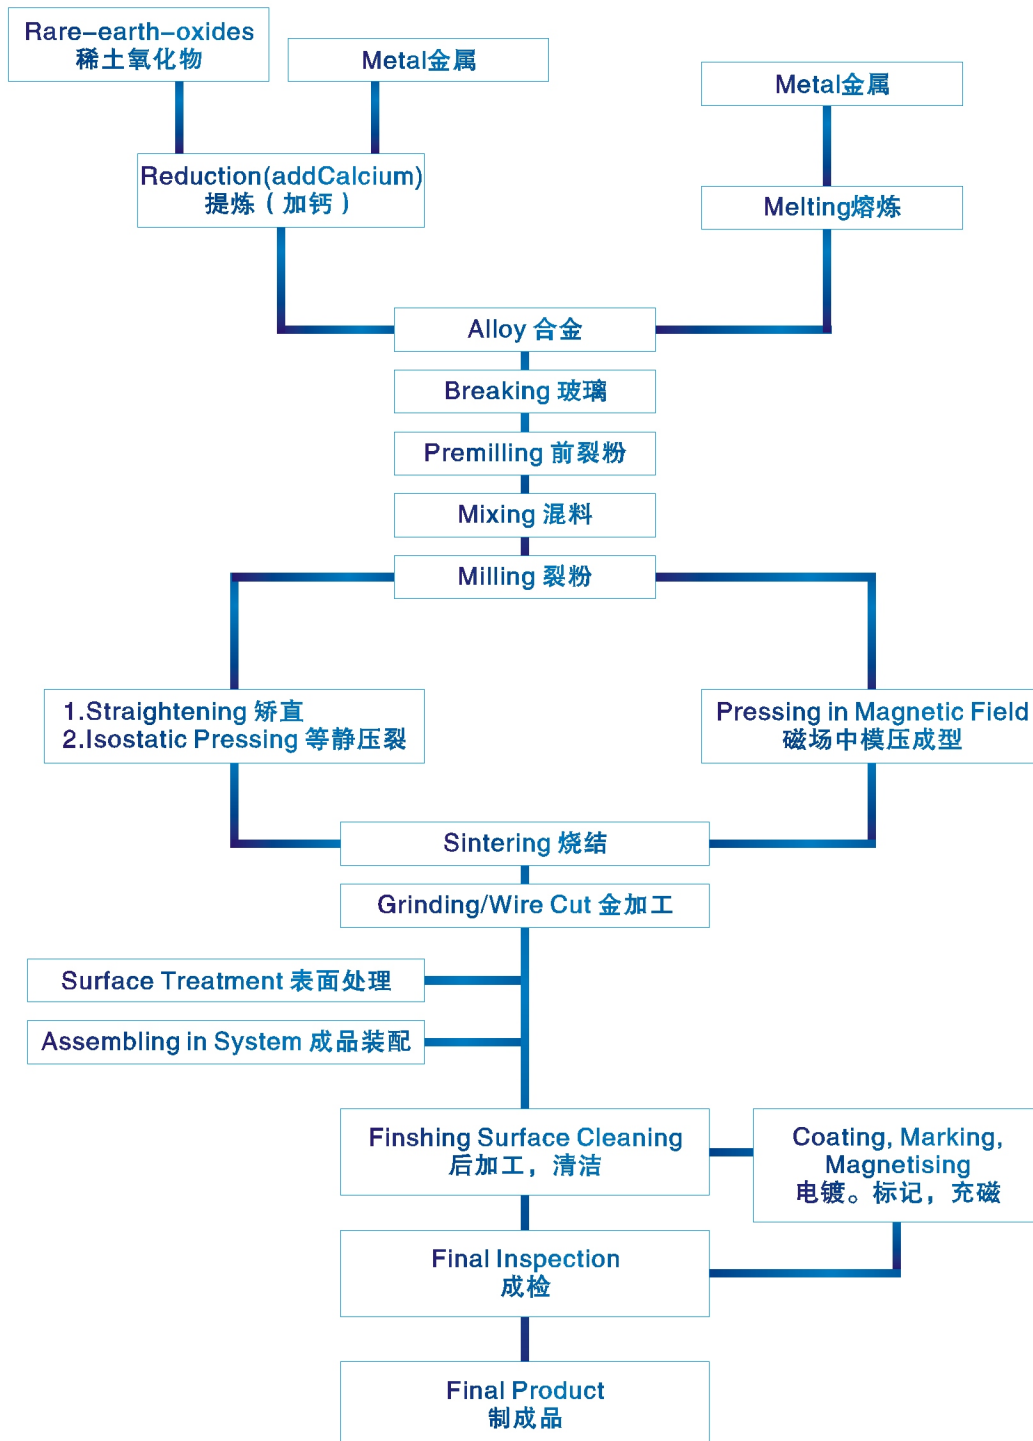 Rare-earth-oxides
稀土氧化物
Metal金属
Metal金属
Reduction(addCalcium)
提炼（加钙）
Melting熔炼
Alloy 合金
Breaking 玻璃
Premilling 前裂粉
Mixing 混料
Milling 裂粉
1.Straightening 矫直
2.Isostatic Pressing 等静压裂
Pressing in Magnetic Field
磁场中模压成型
Sintering 烧结
Grinding/Wire Cut 金加工
Surface Treatment 表面处理
Assembling in System 成品装配
Finshing Surface Cleaning
后加工，清洁
Coating, Marking,
Magnetising
电镀。标记，充磁
Final Inspection
成检
Final Product
制成品